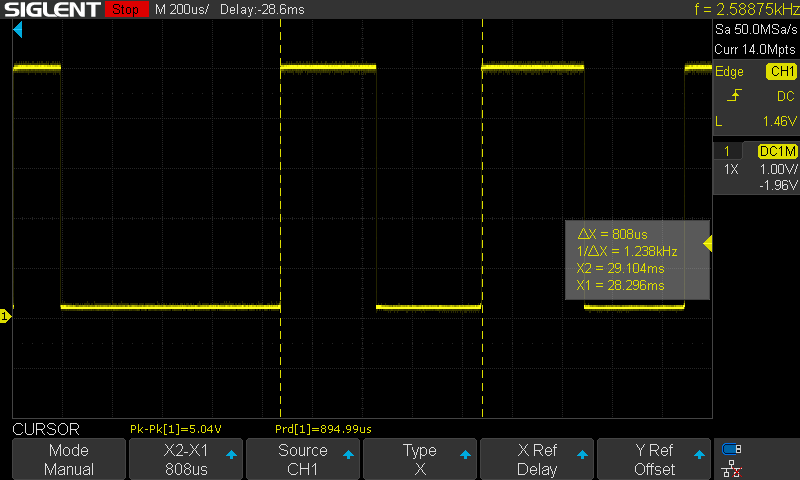 SIGLENT Stop M 200us/ Delay:-28.6ms f = 2.58875kHz
Sa 50.0MSa/s
Curr 14.0Mpts
Edge CH1
DC
L 1.46V
1 DC1M
1X 1.00V/
-1.96V
ΔX = 808us
1/ΔX = 1.238kHz
X2 = 29.104ms
X1 = 28.296ms
1
CURSOR Pk-Pk[1]=5.04V Prd[1]=894.99us
Mode X2-X1 Source Type X Ref Y Ref
Manual 808us CH1 X Delay Offset